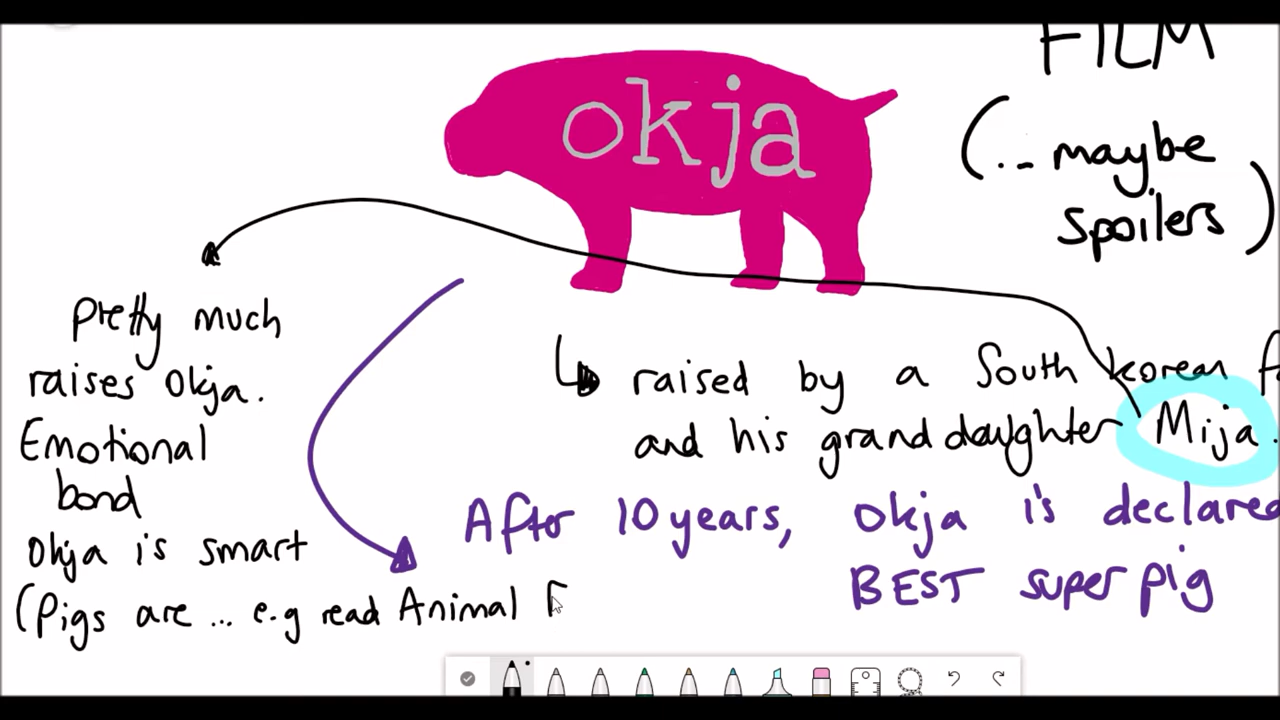 FILM
okja
(... maybe
spoilers)
pretty much
raises Okja.
Emotional
bond
Okja is smart
(Pigs are ... e.g read Animal F
raised by a South Korean fa
and his granddaughter Mija.
After 10 years, Okja is declared
BEST super pig